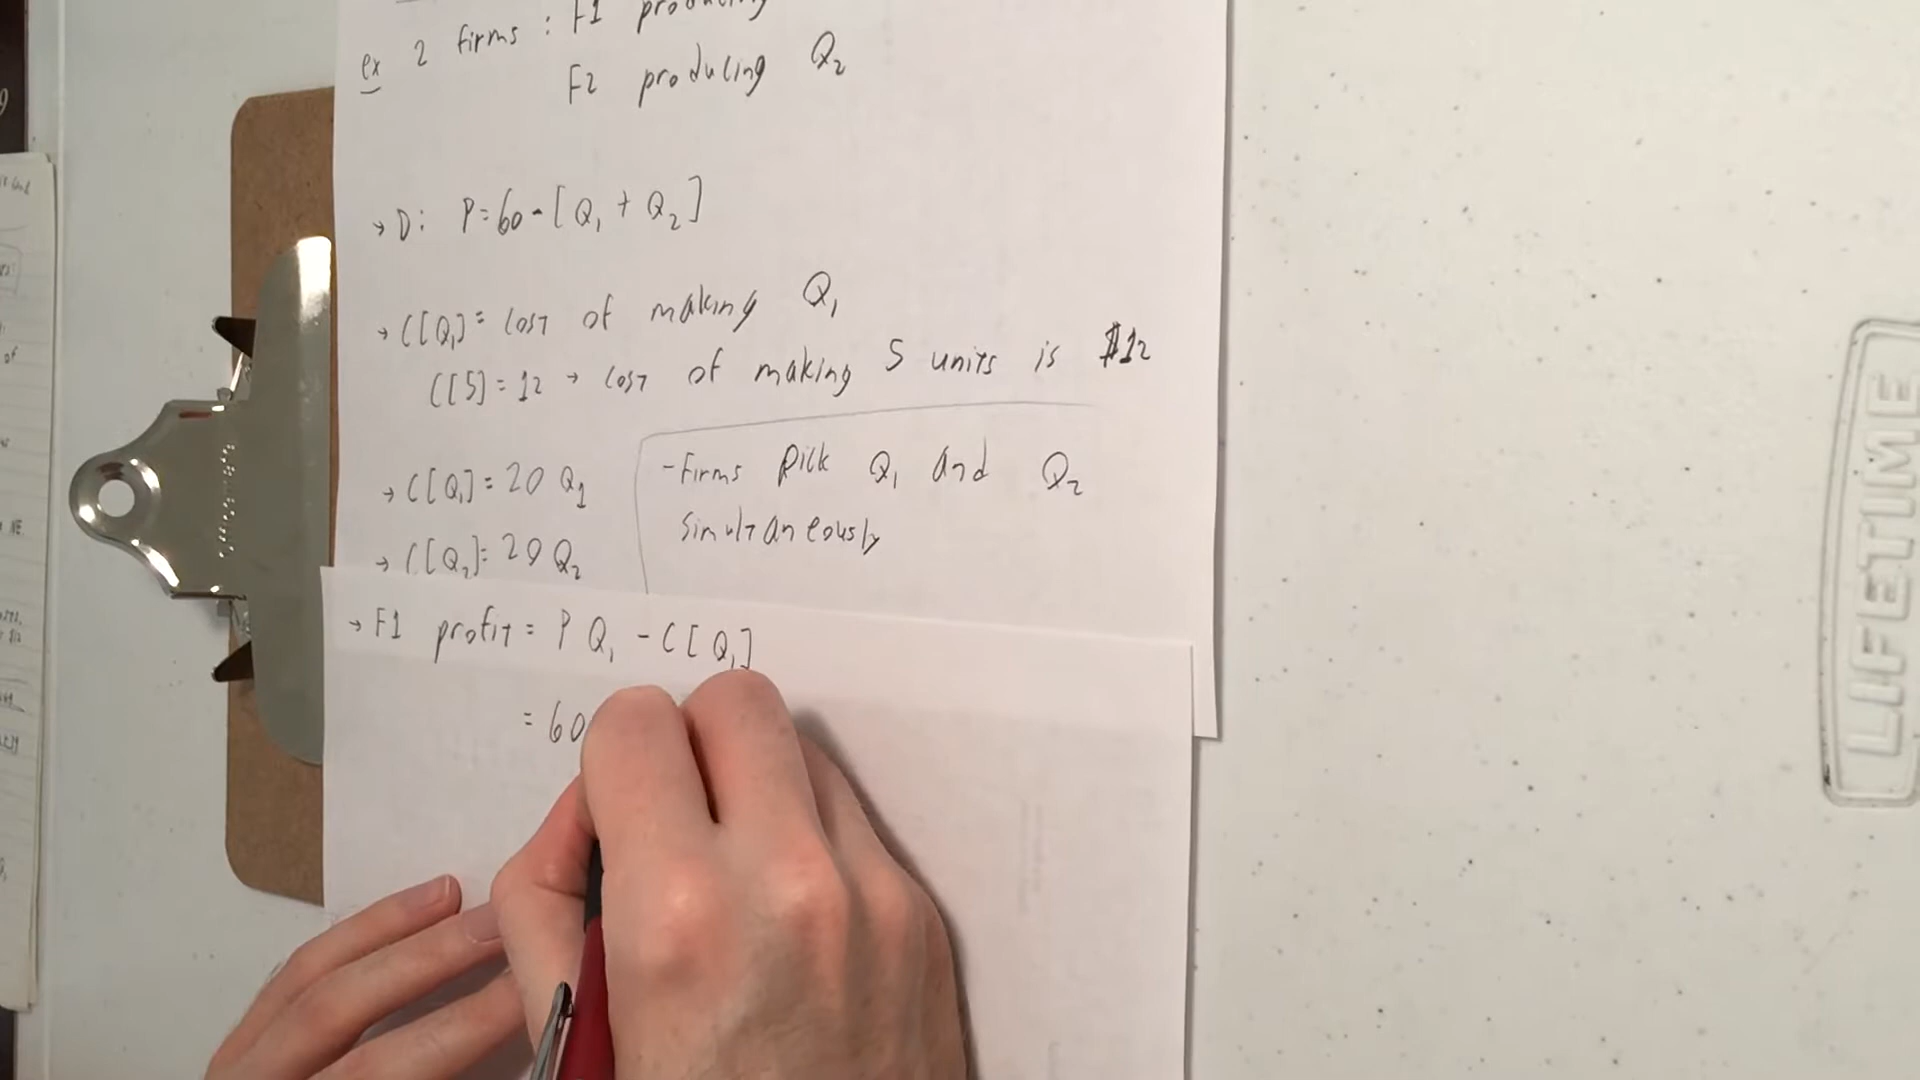 ex 2 firms : F1 producing
F2 producing Q2
→ D: P=60-[Q1 + Q2]
→ C[Q1]= cost of making Q1
C[5]=12 → cost of making 5 units is $12
→ C[Q1]=20 Q1
→ C[Q2]=20 Q2
-Firms pick Q1 and Q2
simultaneously
→ F1 profit = P Q1 - C[Q1]
= 60
LIFETIME